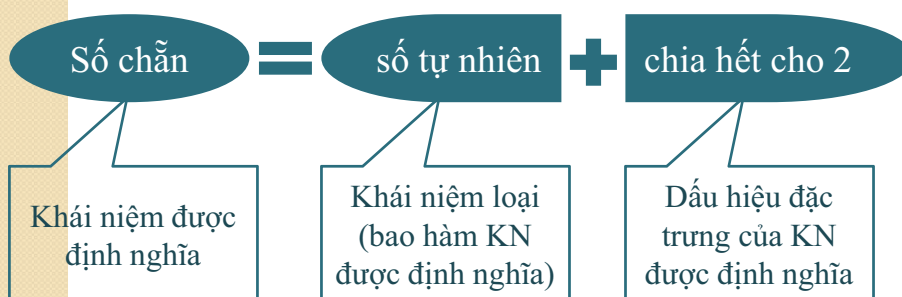 Số chẵn = số tự nhiên + chia hết cho 2
Khái niệm được
định nghĩa
Khái niệm loại
(bao hàm KN
được định nghĩa)
Dấu hiệu đặc
trưng của KN
được định nghĩa